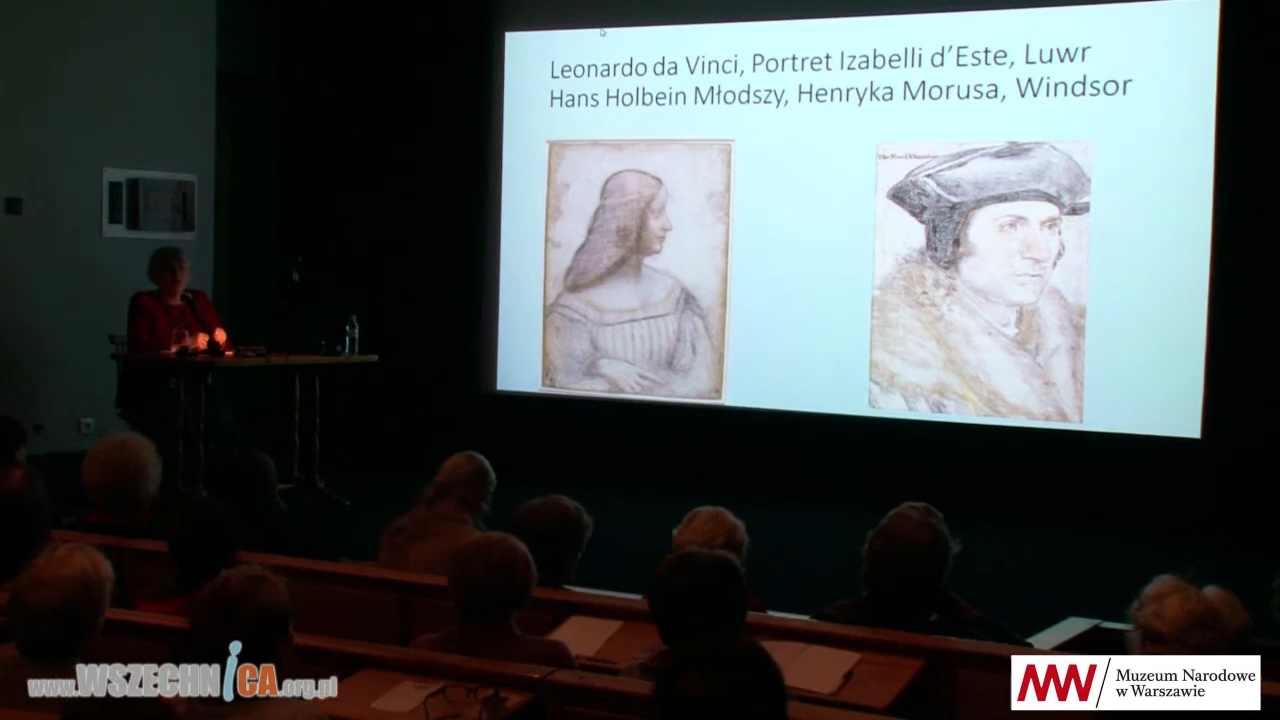 Leonardo da Vinci, Portret Izabelli d'Este, Luwr
Hans Holbein Młodszy, Henryka Morusa, Windsor
www.WSZECHNiCA.org.pl
MW
Muzeum Narodowe
w Warszawie